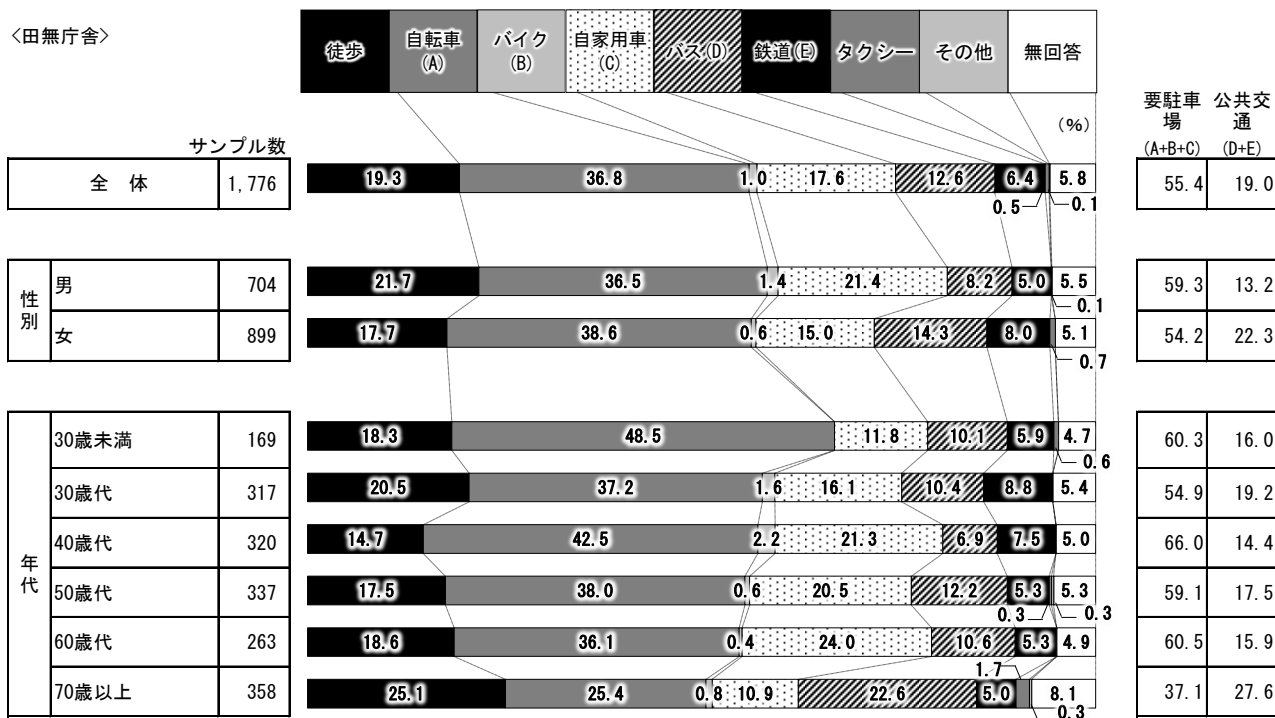 <田無庁舎>
徒歩 自転車(A) バイク(B) 自家用車(C) バス(D) 鉄道(E) タクシー その他 無回答
(%)
要駐車場 公共交通
(A+B+C) (D+E)
サンプル数
全 体 1,776 19.3 36.8 1.0 17.6 12.6 6.4 5.8 55.4 19.0
0.5 0.1
性別
男 704 21.7 36.5 1.4 21.4 8.2 5.0 5.5 59.3 13.2
0.1
女 899 17.7 38.6 0.6 15.0 14.3 8.0 5.1 54.2 22.3
0.7
年代
30歳未満 169 18.3 48.5 11.8 10.1 5.9 4.7 60.3 16.0
0.6
30歳代 317 20.5 37.2 1.6 16.1 10.4 8.8 5.4 54.9 19.2
40歳代 320 14.7 42.5 2.2 21.3 6.9 7.5 5.0 66.0 14.4
50歳代 337 17.5 38.0 0.6 20.5 12.2 5.3 5.3 59.1 17.5
0.3 0.3
60歳代 263 18.6 36.1 0.4 24.0 10.6 5.3 4.9 60.5 15.9
1.7
70歳以上 358 25.1 25.4 0.8 10.9 22.6 5.0 8.1 37.1 27.6
0.3